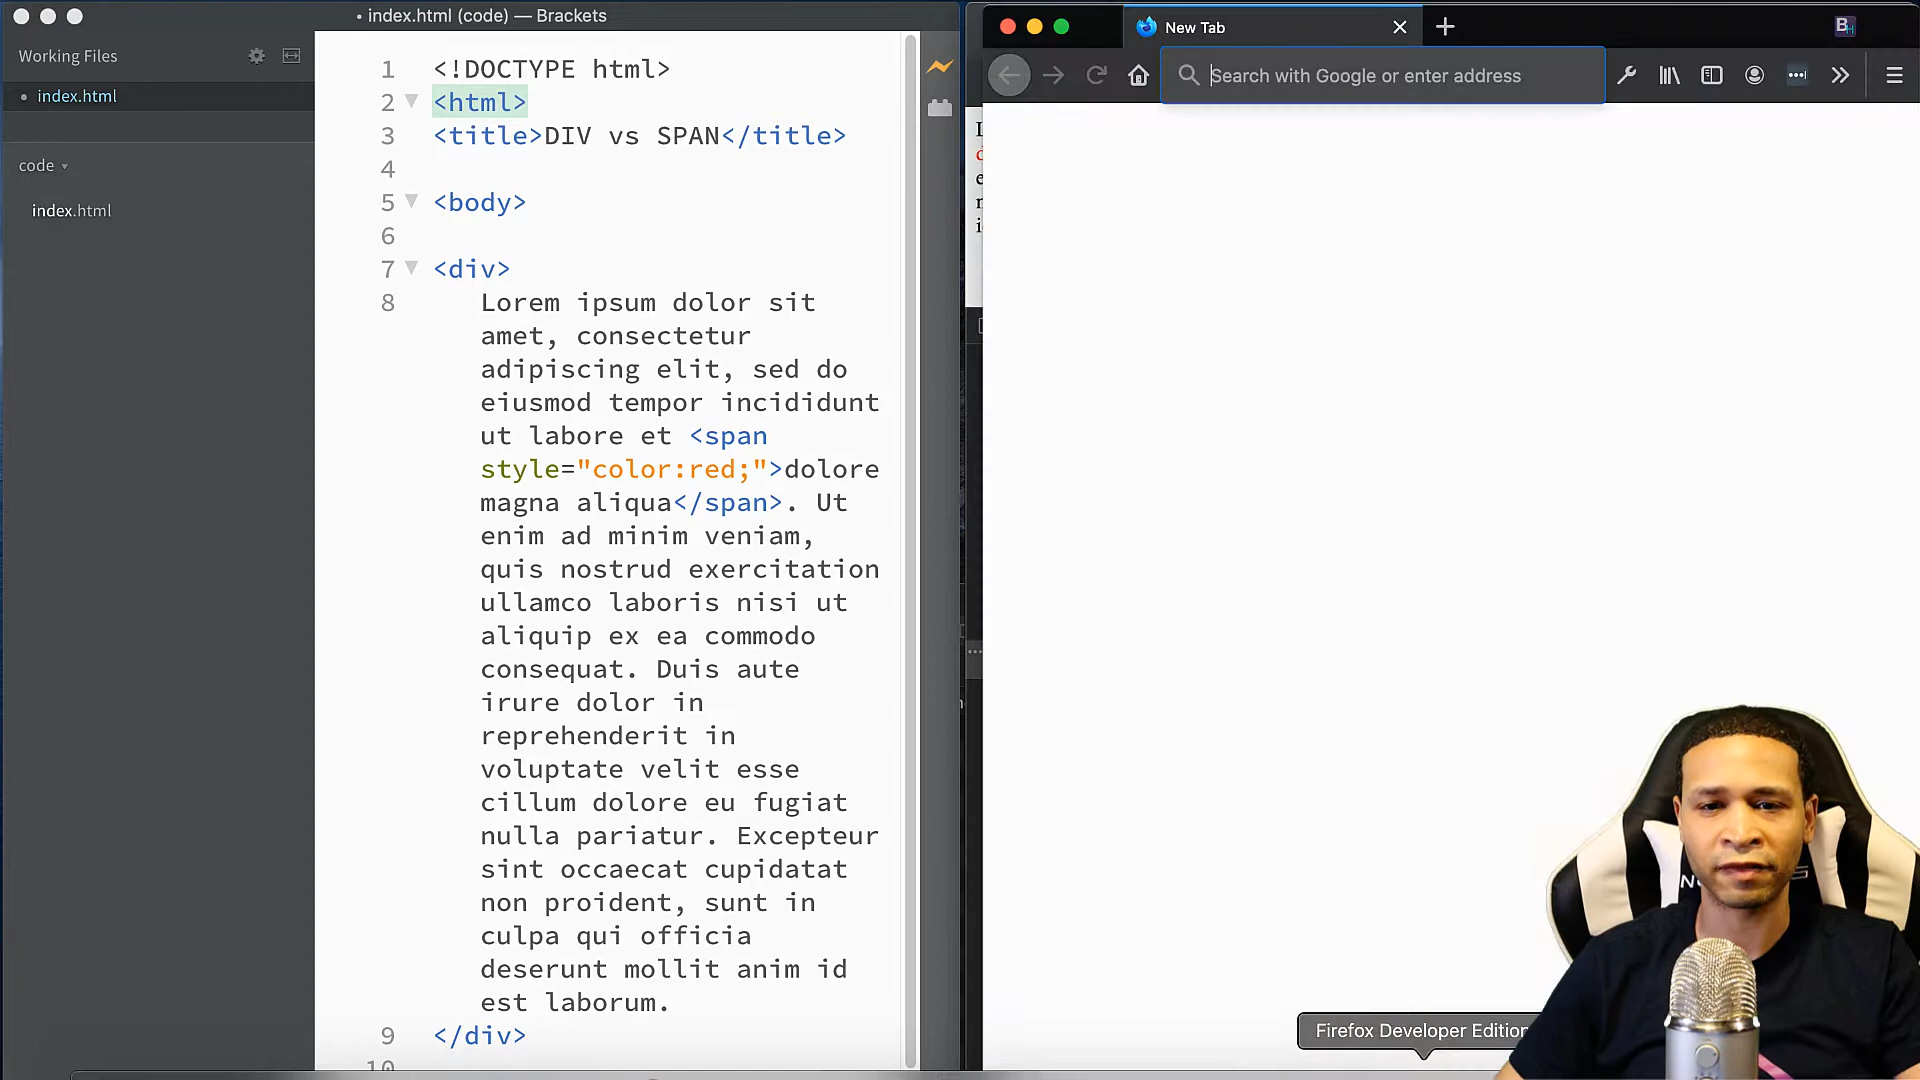 index.html (code) — Brackets
Working Files
index.html
code
index.html
1 <!DOCTYPE html>
2 <html>
3 <title>DIV vs SPAN</title>
4
5 <body>
6
7 <div>
8 Lorem ipsum dolor sit
amet, consectetur
adipiscing elit, sed do
eiusmod tempor incididunt
ut labore et <span
style="color:red;">dolore
magna aliqua</span>. Ut
enim ad minim veniam,
quis nostrud exercitation
ullamco laboris nisi ut
aliquip ex ea commodo
consequat. Duis aute
irure dolor in
reprehenderit in
voluptate velit esse
cillum dolore eu fugiat
nulla pariatur. Excepteur
sint occaecat cupidatat
non proident, sunt in
culpa qui officia
deserunt mollit anim id
est laborum.
9 </div>
10
New Tab
Search with Google or enter address
Firefox Developer Edition